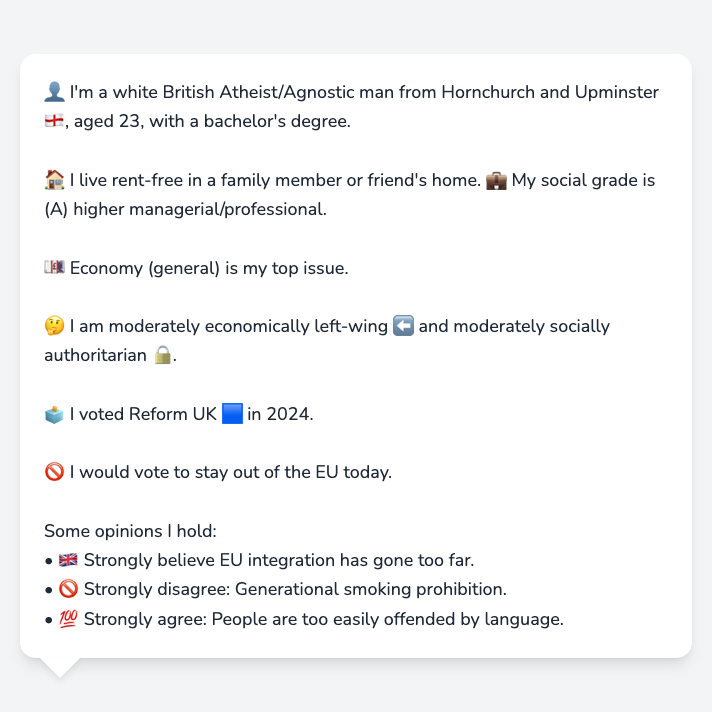 👤 I'm a white British Atheist/Agnostic man from Hornchurch and Upminster
🏴󠁧󠁢󠁥󠁮󠁧󠁿, aged 23, with a bachelor's degree.
🏠 I live rent-free in a family member or friend's home. 💼 My social grade is
(A) higher managerial/professional.
💷 Economy (general) is my top issue.
🤔 I am moderately economically left-wing ⬅️ and moderately socially
authoritarian 🔒.
🗳️ I voted Reform UK 🟦 in 2024.
🚫 I would vote to stay out of the EU today.
Some opinions I hold:
• 🇬🇧 Strongly believe EU integration has gone too far.
• 🚫 Strongly disagree: Generational smoking prohibition.
• 💯 Strongly agree: People are too easily offended by language.